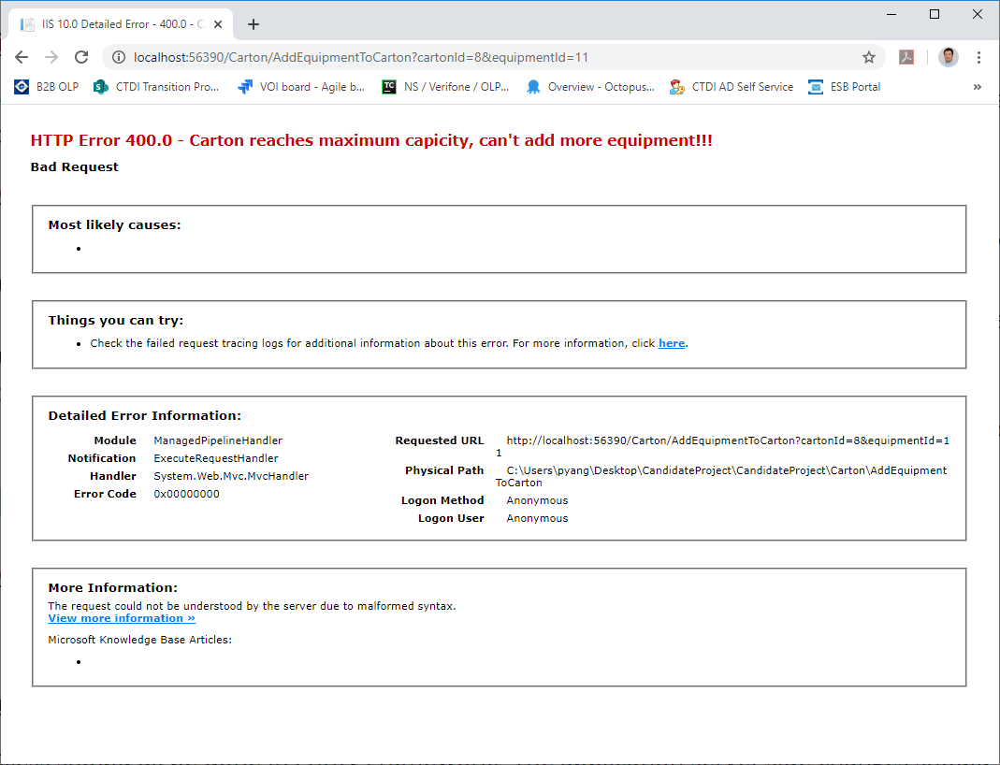 IIS 10.0 Detailed Error - 400.0 - C
localhost:56390/Carton/AddEquipmentToCarton?cartonId=8&equipmentId=11
B2B OLP CTDI Transition Pro... VOI board - Agile b... TC NS / Verifone / OLP... Overview - Octopus... CTDI AD Self Service ESB Portal »
HTTP Error 400.0 - Carton reaches maximum capicity, can't add more equipment!!!
Bad Request
Most likely causes:
Things you can try:
Check the failed request tracing logs for additional information about this error. For more information, click here.
Detailed Error Information:
Module ManagedPipelineHandler
Notification ExecuteRequestHandler
Handler System.Web.Mvc.MvcHandler
Error Code 0x00000000
Requested URL http://localhost:56390/Carton/AddEquipmentToCarton?cartonId=8&equipmentId=1
1
Physical Path C:\Users\pyang\Desktop\CandidateProject\CandidateProject\Carton\AddEquipment
ToCarton
Logon Method Anonymous
Logon User Anonymous
More Information:
The request could not be understood by the server due to malformed syntax.
View more information »
Microsoft Knowledge Base Articles: